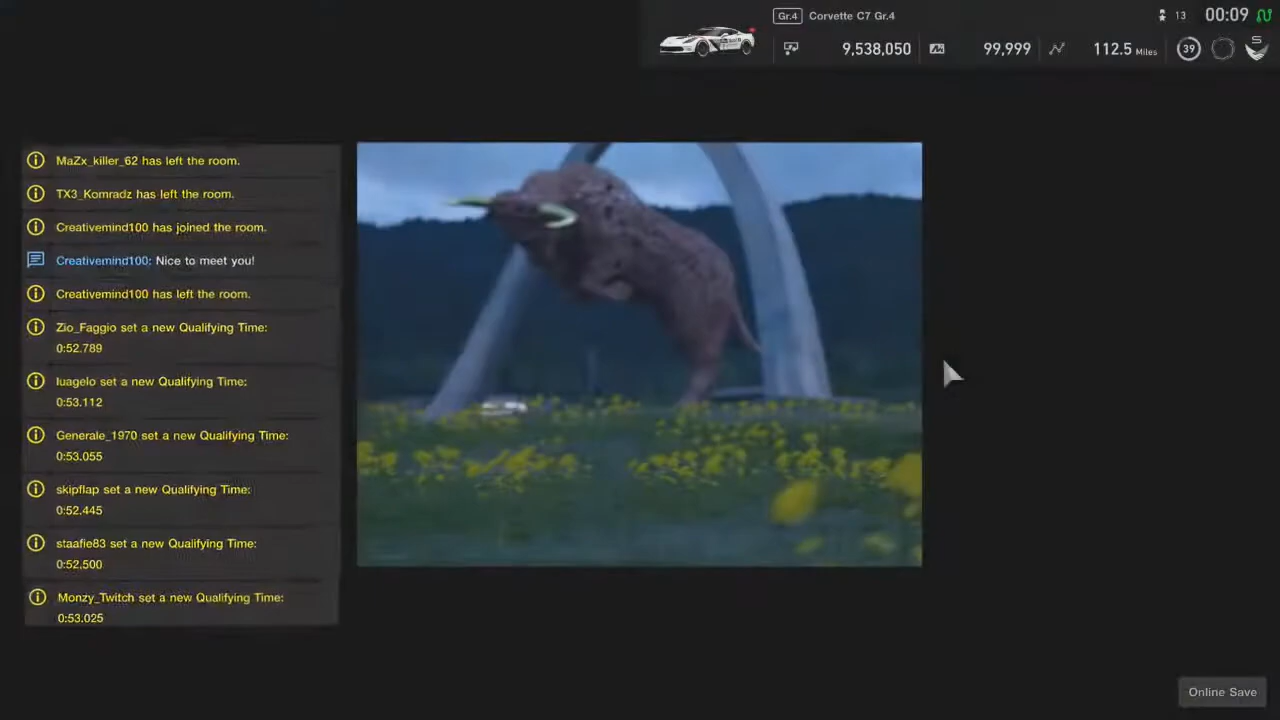 Gr.4 Corvette C7 Gr.4
13 00:09
9,538,050 99,999 112.5 Miles 39 S
MaZx_killer_62 has left the room.
TX3_Komradz has left the room.
Creativemind100 has joined the room.
Creativemind100: Nice to meet you!
Creativemind100 has left the room.
Zio_Faggio set a new Qualifying Time:
0:52.789
luagelo set a new Qualifying Time:
0:53.112
Generale_1970 set a new Qualifying Time:
0:53.055
skipflap set a new Qualifying Time:
0:52.445
staafie83 set a new Qualifying Time:
0:52.500
Monzy_Twitch set a new Qualifying Time:
0:53.025
Online Save